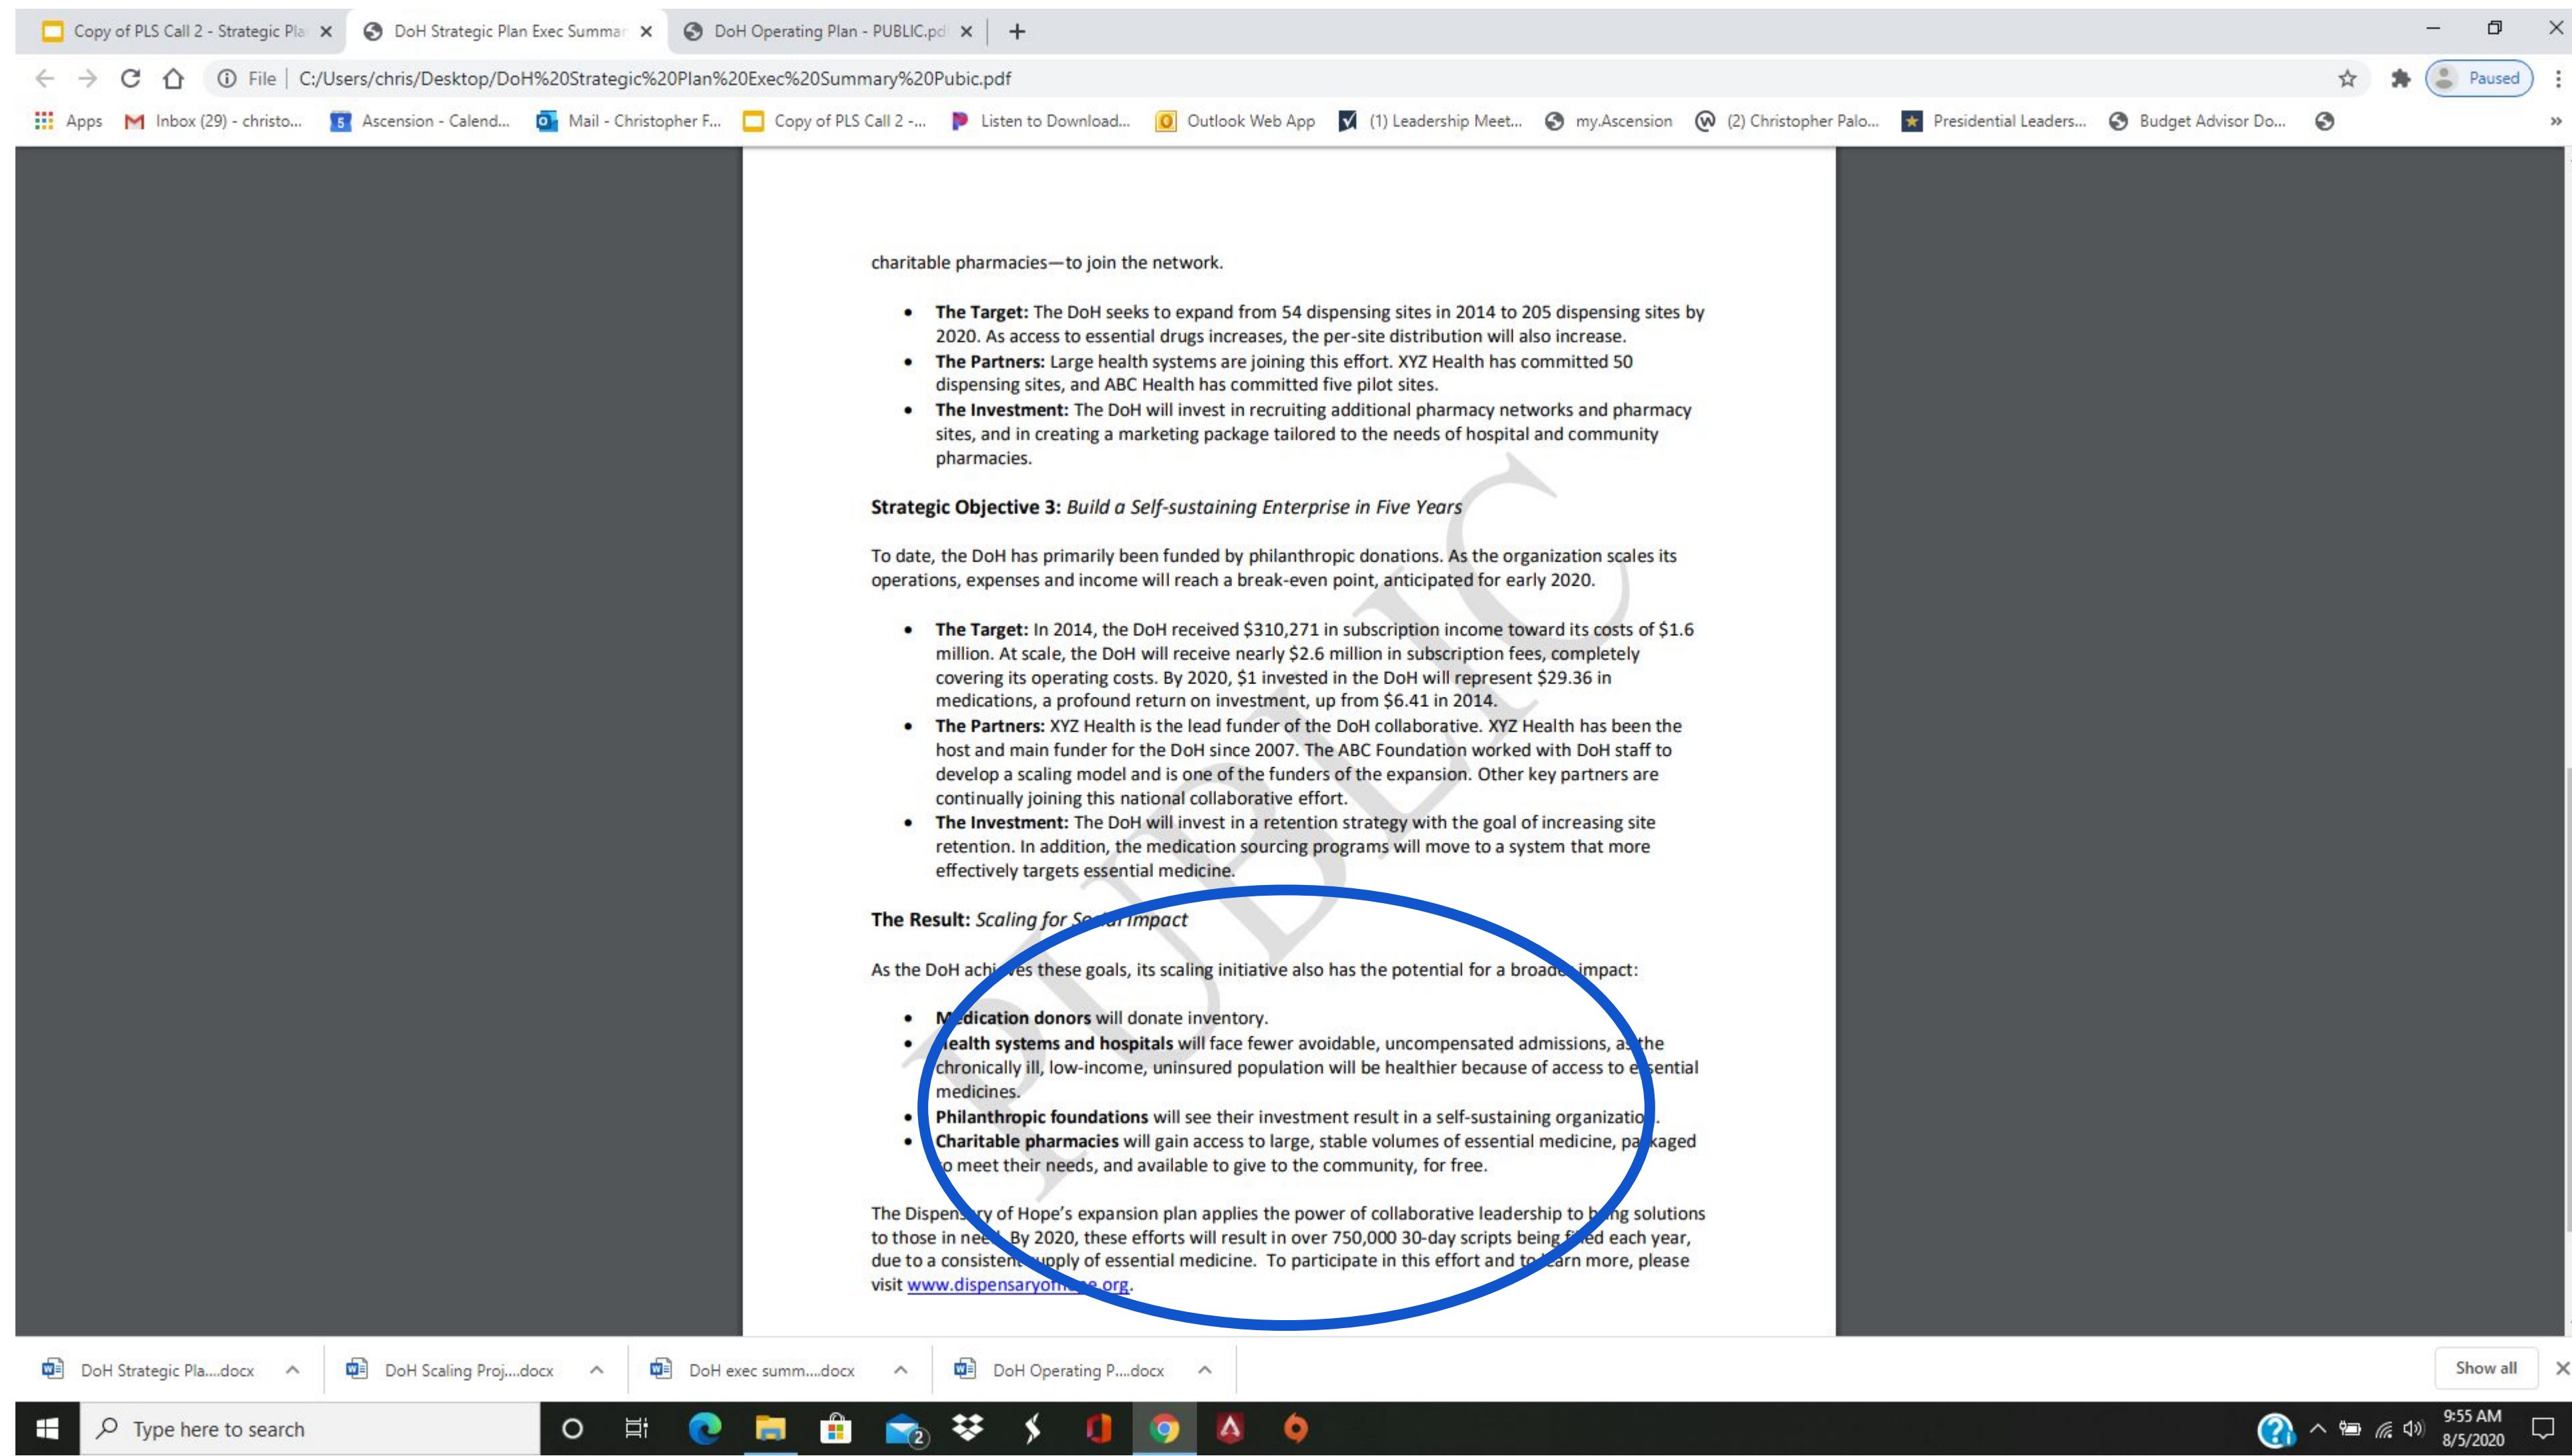 Copy of PLS Call 2 - Strategic Pla
DoH Strategic Plan Exec Summar
DoH Operating Plan - PUBLIC.pd
File | C:/Users/chris/Desktop/DoH%20Strategic%20Plan%20Exec%20Summary%20Pubic.pdf
Paused
Apps
Inbox (29) - christo...
5
Ascension - Calend...
Mail - Christopher F...
Copy of PLS Call 2 -...
Listen to Download...
Outlook Web App
(1) Leadership Meet...
my.Ascension
(2) Christopher Palo...
Presidential Leaders...
Budget Advisor Do...
»
charitable pharmacies—to join the network.
• The Target: The DoH seeks to expand from 54 dispensing sites in 2014 to 205 dispensing sites by
2020. As access to essential drugs increases, the per-site distribution will also increase.
• The Partners: Large health systems are joining this effort. XYZ Health has committed 50
dispensing sites, and ABC Health has committed five pilot sites.
• The Investment: The DoH will invest in recruiting additional pharmacy networks and pharmacy
sites, and in creating a marketing package tailored to the needs of hospital and community
pharmacies.
Strategic Objective 3: Build a Self-sustaining Enterprise in Five Years
To date, the DoH has primarily been funded by philanthropic donations. As the organization scales its
operations, expenses and income will reach a break-even point, anticipated for early 2020.
• The Target: In 2014, the DoH received $310,271 in subscription income toward its costs of $1.6
million. At scale, the DoH will receive nearly $2.6 million in subscription fees, completely
covering its operating costs. By 2020, $1 invested in the DoH will represent $29.36 in
medications, a profound return on investment, up from $6.41 in 2014.
• The Partners: XYZ Health is the lead funder of the DoH collaborative. XYZ Health has been the
host and main funder for the DoH since 2007. The ABC Foundation worked with DoH staff to
develop a scaling model and is one of the funders of the expansion. Other key partners are
continually joining this national collaborative effort.
• The Investment: The DoH will invest in a retention strategy with the goal of increasing site
retention. In addition, the medication sourcing programs will move to a system that more
effectively targets essential medicine.
PUBLIC
The Result: Scaling for Social Impact
As the DoH achieves these goals, its scaling initiative also has the potential for a broader impact:
• Medication donors will donate inventory.
• Health systems and hospitals will face fewer avoidable, uncompensated admissions, as the
chronically ill, low-income, uninsured population will be healthier because of access to essential
medicines.
• Philanthropic foundations will see their investment result in a self-sustaining organization.
• Charitable pharmacies will gain access to large, stable volumes of essential medicine, packaged
to meet their needs, and available to give to the community, for free.
The Dispensary of Hope’s expansion plan applies the power of collaborative leadership to bring solutions
to those in need. By 2020, these efforts will result in over 750,000 30-day scripts being filled each year,
due to a consistent supply of essential medicine. To participate in this effort and to learn more, please
visit www.dispensaryofhope.org.
DoH Strategic Pla....docx
DoH Scaling Proj....docx
DoH exec summ....docx
DoH Operating P....docx
Show all
Type here to search
2
9:55 AM
8/5/2020